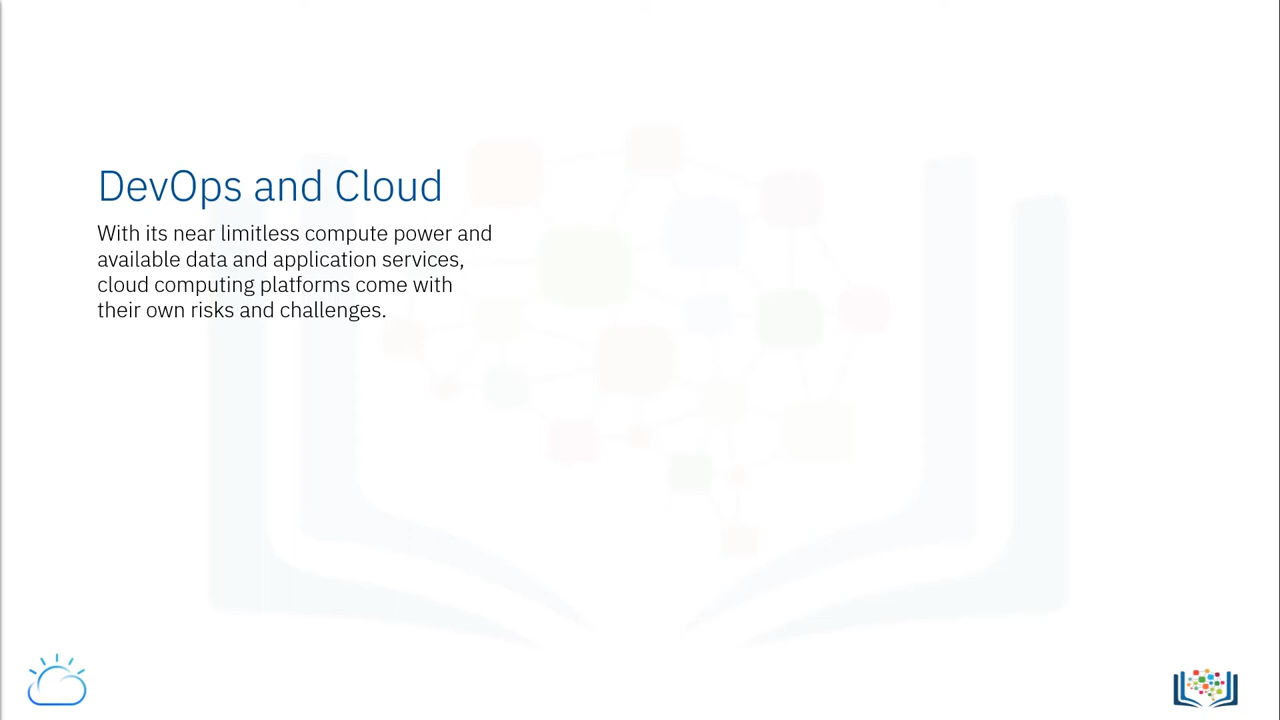 DevOps and Cloud
With its near limitless compute power and
available data and application services,
cloud computing platforms come with
their own risks and challenges.